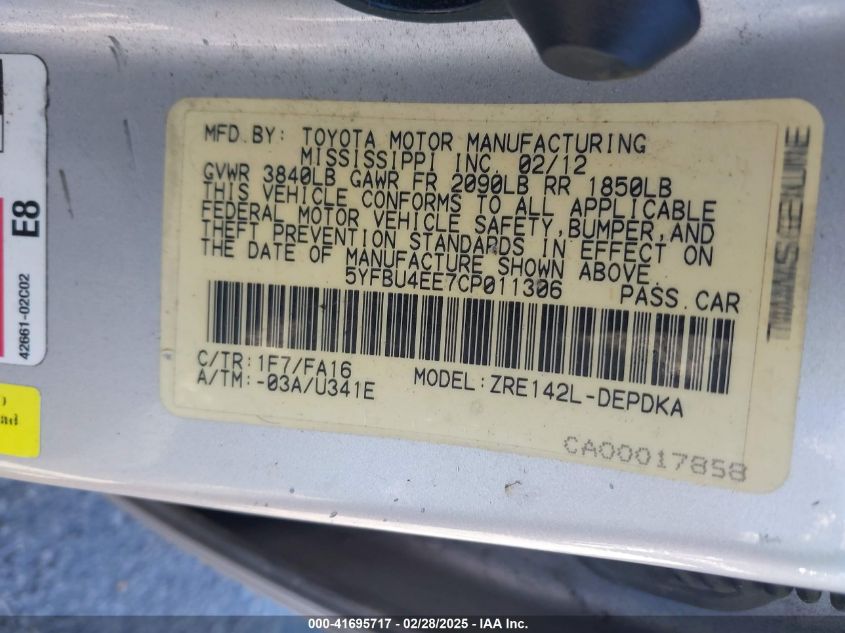 MFD.BY: TOYOTA MOTOR MANUFACTURING
MISSISSIPPI INC. 02/12
GVWR 3840LB GAWR FR 2090LB RR 1850LB
THIS VEHICLE CONFORMS TO ALL APPLICABLE
FEDERAL MOTOR VEHICLE SAFETY,BUMPER,AND
THEFT PREVENTION STANDARDS IN EFFECT ON
THE DATE OF MANUFACTURE SHOWN ABOVE.
5YFBU4EE7CP011306 PASS.CAR
C/TR:1F7/FA16
A/TM:-03A/U341E MODEL:ZRE142L-DEPDKA
CA00017858
E8
42661-02C02
ad
000-41695717 - 02/28/2025 - IAA Inc.